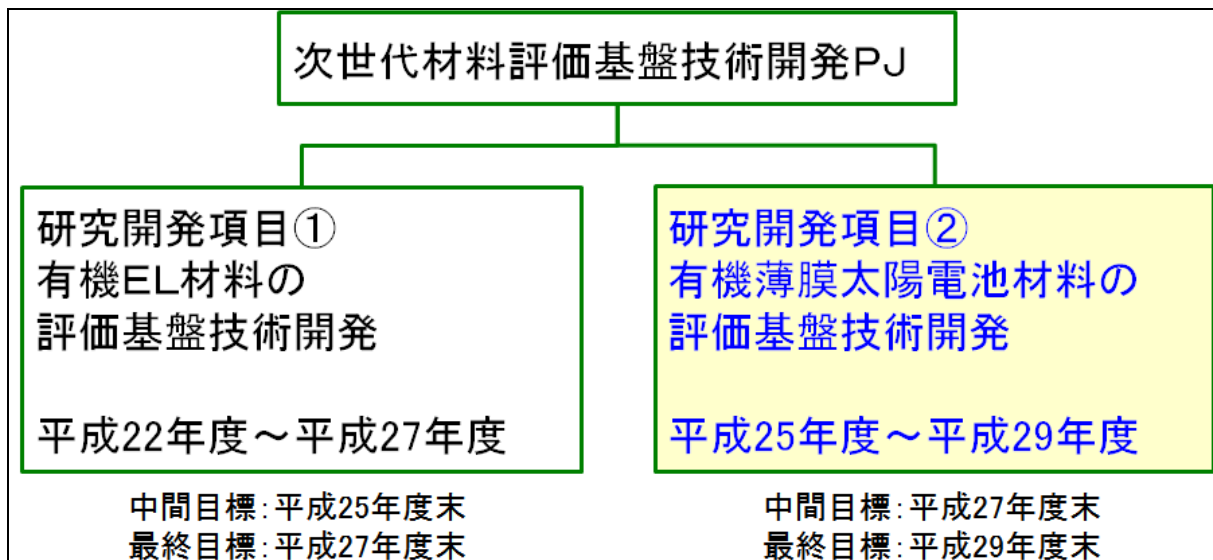 次世代材料評価基盤技術開発PJ
研究開発項目①
有機EL材料の
評価基盤技術開発
平成22年度～平成27年度
中間目標:平成25年度末
最終目標:平成27年度末
研究開発項目②
有機薄膜太陽電池材料の
評価基盤技術開発
平成25年度～平成29年度
中間目標:平成27年度末
最終目標:平成29年度末